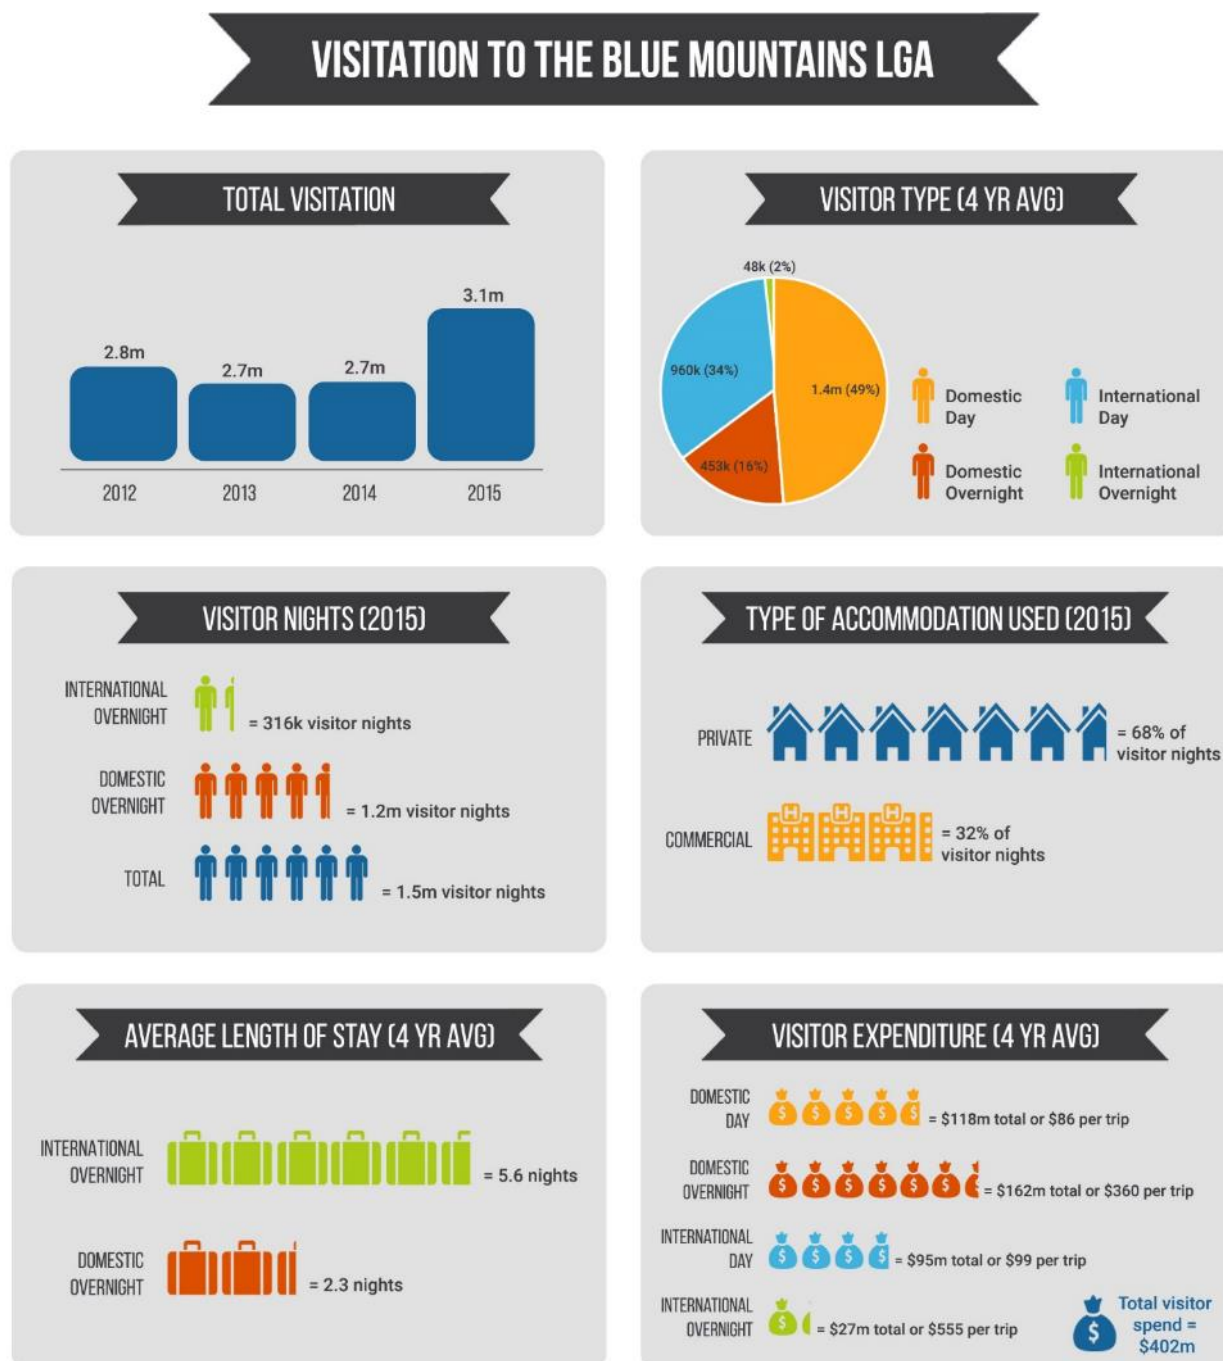 VISITATION TO THE BLUE MOUNTAINS LGA
TOTAL VISITATION
2.8m
2.7m
2.7m
3.1m
2012
2013
2014
2015
VISITOR TYPE (4 YR AVG)
48k (2%)
960k (34%)
1.4m (49%)
453k (16%)
Domestic
Day
International
Day
Domestic
Overnight
International
Overnight
VISITOR NIGHTS (2015)
INTERNATIONAL
OVERNIGHT
= 316k visitor nights
DOMESTIC
OVERNIGHT
= 1.2m visitor nights
TOTAL
= 1.5m visitor nights
TYPE OF ACCOMMODATION USED (2015)
PRIVATE
= 68% of
visitor nights
H H H
COMMERCIAL
= 32% of
visitor nights
AVERAGE LENGTH OF STAY (4 YR AVG)
INTERNATIONAL
OVERNIGHT
= 5.6 nights
DOMESTIC
OVERNIGHT
= 2.3 nights
VISITOR EXPENDITURE (4 YR AVG)
DOMESTIC
DAY
$ $ $ $ $
= $118m total or $86 per trip
DOMESTIC
OVERNIGHT
$ $ $ $ $ $ $
= $162m total or $360 per trip
INTERNATIONAL
DAY
$ $ $ $
= $95m total or $99 per trip
INTERNATIONAL
OVERNIGHT
$
= $27m total or $555 per trip
$
Total visitor
spend =
$402m